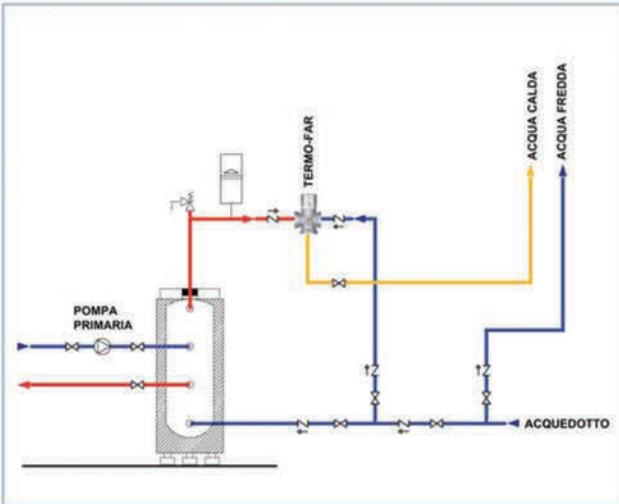 ACQUA CALDA
ACQUA FREDDA
TERMO-FAR
POMPA
PRIMARIA
ACQUEDOTTO